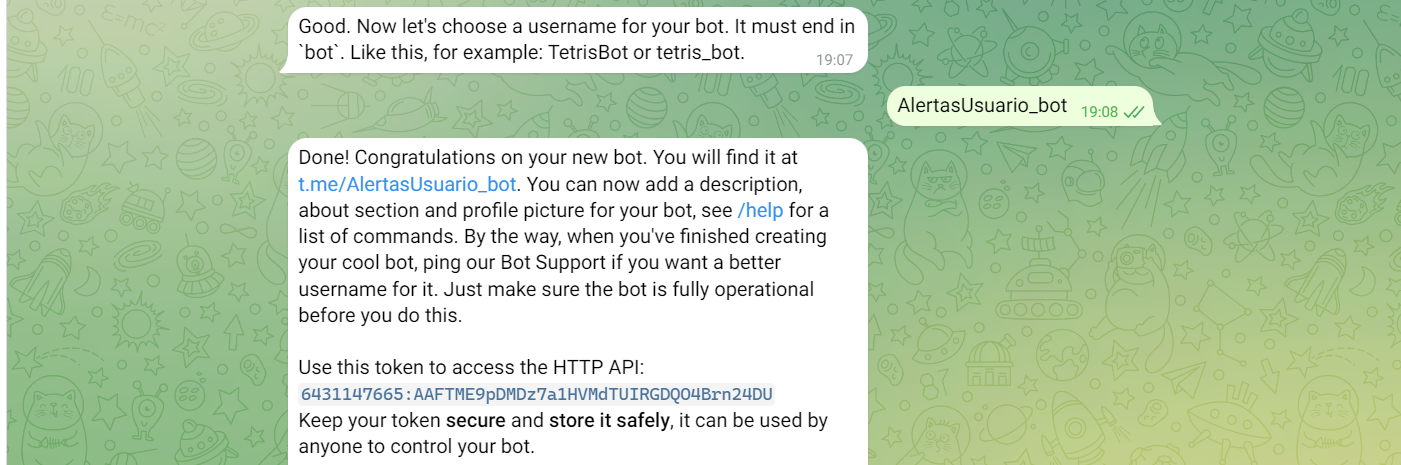 Good. Now let's choose a username for your bot. It must end in
`bot`. Like this, for example: TetrisBot or tetris_bot.
19:07
AlertasUsuario_bot
19:08
Done! Congratulations on your new bot. You will find it at
t.me/AlertasUsuario_bot. You can now add a description,
about section and profile picture for your bot, see /help for a
list of commands. By the way, when you've finished creating
your cool bot, ping our Bot Support if you want a better
username for it. Just make sure the bot is fully operational
before you do this.
Use this token to access the HTTP API:
6431147665:AAFTME9pDMDz7a1HVMdTUIRGDQO4Brn24DU
Keep your token secure and store it safely, it can be used by
anyone to control your bot.